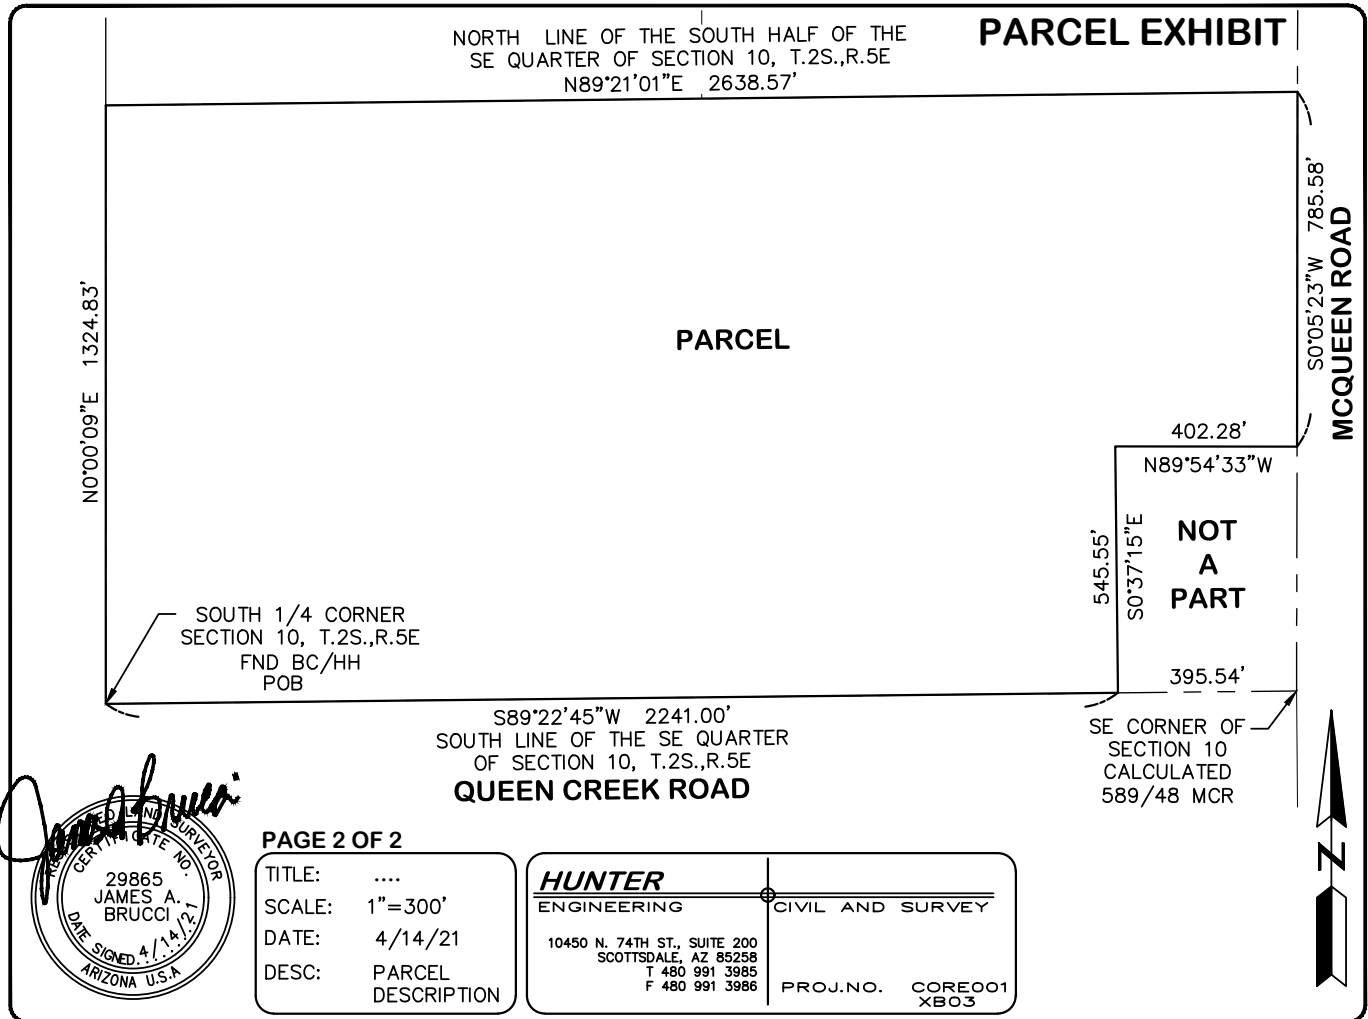 PARCEL EXHIBIT
NORTH LINE OF THE SOUTH HALF OF THE
SE QUARTER OF SECTION 10, T.2S.,R.5E
N89°21'01"E 2638.57'
N0°00'09"E 1324.83'
PARCEL
S0°05'23"W 785.58'
MCQUEEN ROAD
402.28'
N89°54'33"W
545.55'
S0°37'15"E
NOT
A
PART
395.54'
SOUTH 1/4 CORNER
SECTION 10, T.2S.,R.5E
FND BC/HH
POB
S89°22'45"W 2241.00'
SOUTH LINE OF THE SE QUARTER
OF SECTION 10, T.2S.,R.5E
QUEEN CREEK ROAD
SE CORNER OF
SECTION 10
CALCULATED
589/48 MCR
N
REGISTERED LAND SURVEYOR
CERTIFICATE NO.
29865
JAMES A.
BRUCCI
DATE SIGNED 4/14/21
ARIZONA U.S.A
PAGE 2 OF 2
TITLE: ....
SCALE: 1"=300'
DATE: 4/14/21
DESC: PARCEL
DESCRIPTION
HUNTER
ENGINEERING
CIVIL AND SURVEY
10450 N. 74TH ST., SUITE 200
SCOTTSDALE, AZ 85258
T 480 991 3985
F 480 991 3986
PROJ.NO. CORE001
XB03